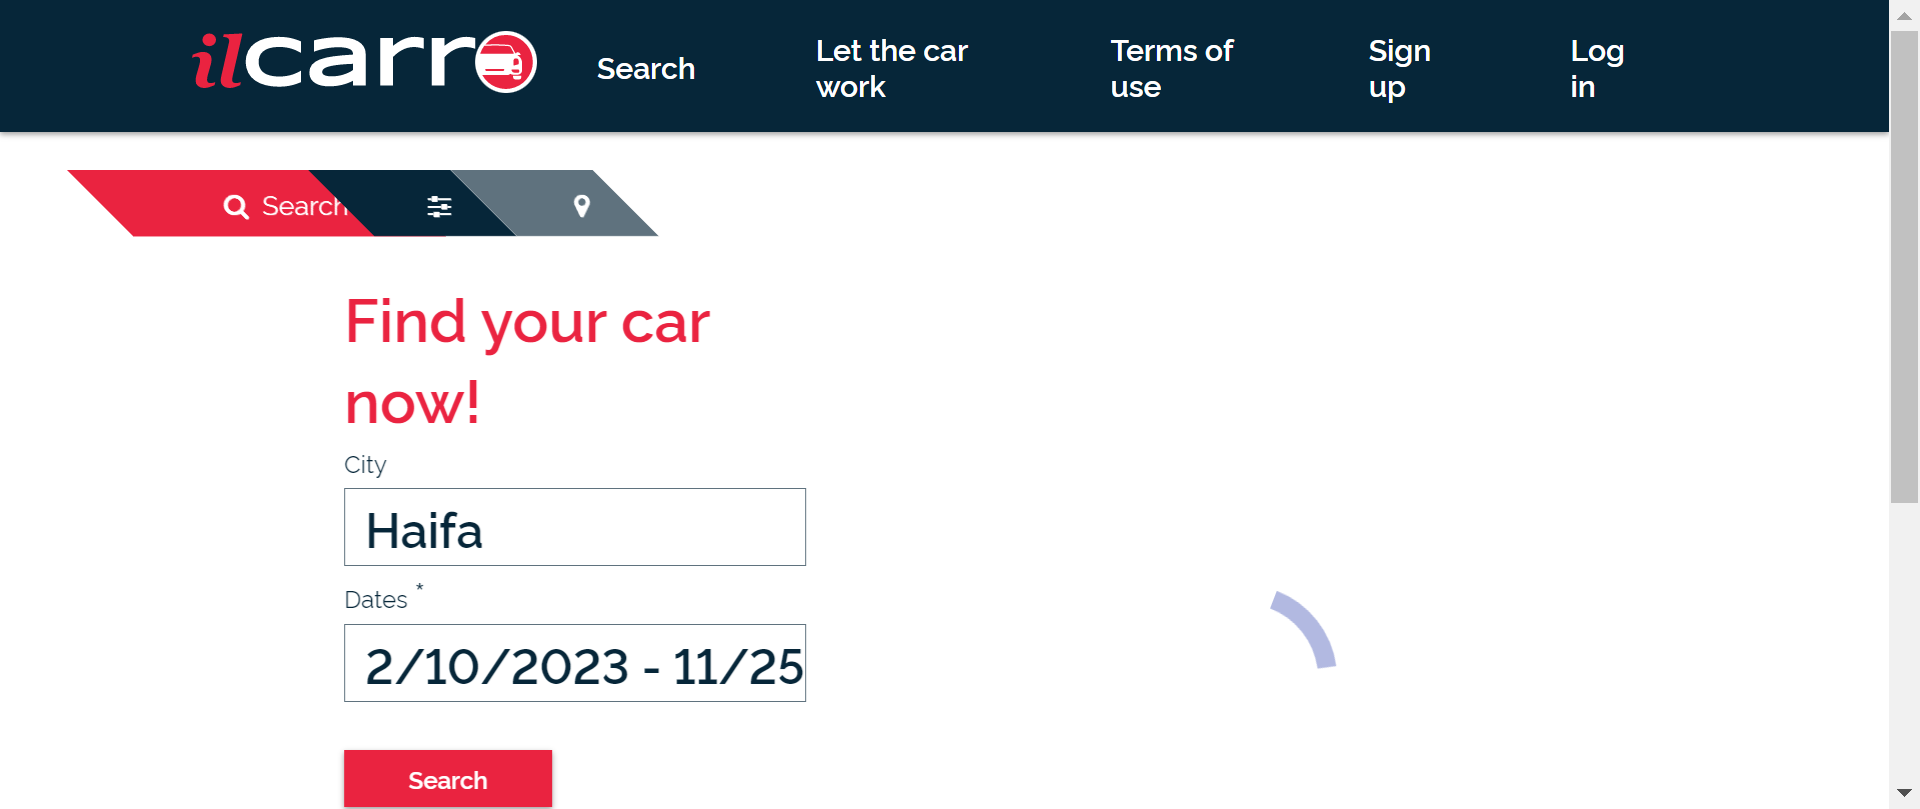 ilcarro
Search
Let the car
work
Terms of
use
Sign
up
Log
in
Search
Find your car
now!
City
Haifa
Dates *
2/10/2023 - 11/25
Search